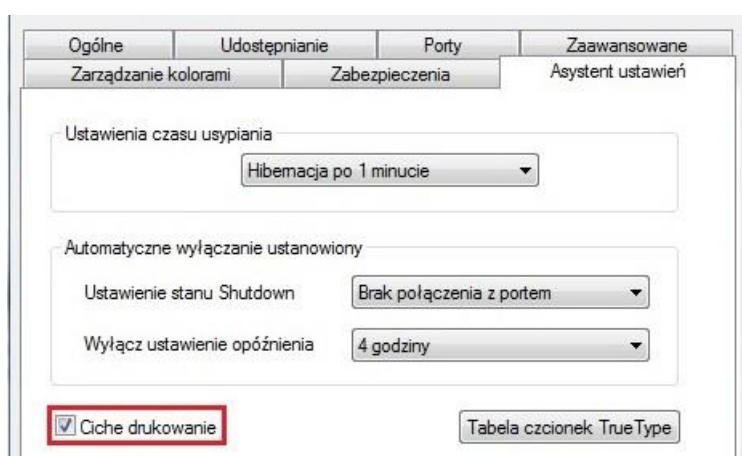 Ogólne Udostępnianie Porty Zaawansowane
Zarządzanie kolorami Zabezpieczenia Asystent ustawień
Ustawienia czasu usypiania
Hibernacja po 1 minucie
Automatyczne wyłączanie ustanowiony
Ustawienie stanu Shutdown Brak połączenia z portem
Wyłącz ustawienie opóźnienia 4 godziny
Ciche drukowanie Tabela czcionek TrueType